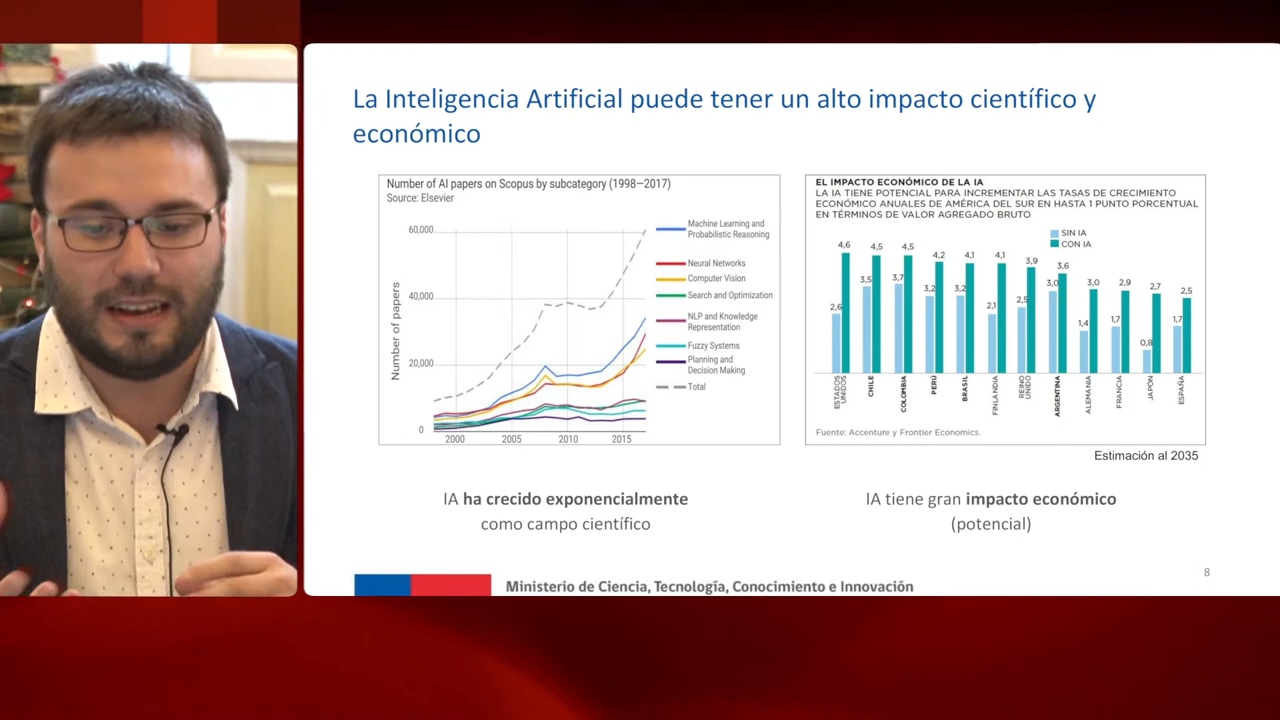 La Inteligencia Artificial puede tener un alto impacto científico y
económico
Number of AI papers on Scopus by subcategory (1998—2017)
Source: Elsevier
60,000
40,000
20,000
0
Number of papers
2000
2005
2010
2015
Machine Learning and
Probabilistic Reasoning
Neural Networks
Computer Vision
Search and Optimization
NLP and Knowledge
Representation
Fuzzy Systems
Planning and
Decision Making
Total
IA ha crecido exponencialmente
como campo científico
EL IMPACTO ECONÓMICO DE LA IA
LA IA TIENE POTENCIAL PARA INCREMENTAR LAS TASAS DE CRECIMIENTO
ECONÓMICO ANUALES DE AMÉRICA DEL SUR EN HASTA 1 PUNTO PORCENTUAL
EN TÉRMINOS DE VALOR AGREGADO BRUTO
SIN IA
CON IA
2,6
4,6
3,5
4,5
3,7
4,5
3,2
4,2
3,2
4,1
2,1
4,1
2,5
3,9
3,0
3,6
1,4
3,0
1,7
2,9
0,8
2,7
1,7
2,5
ESTADOS
UNIDOS
CHILE
COLOMBIA
PERÚ
BRASIL
FINLANDIA
REINO
UNIDO
ARGENTINA
ALEMANIA
FRANCIA
JAPÓN
ESPAÑA
Fuente: Accenture y Frontier Economics.
Estimación al 2035
IA tiene gran impacto económico
(potencial)
8
Ministerio de Ciencia, Tecnología, Conocimiento e Innovación